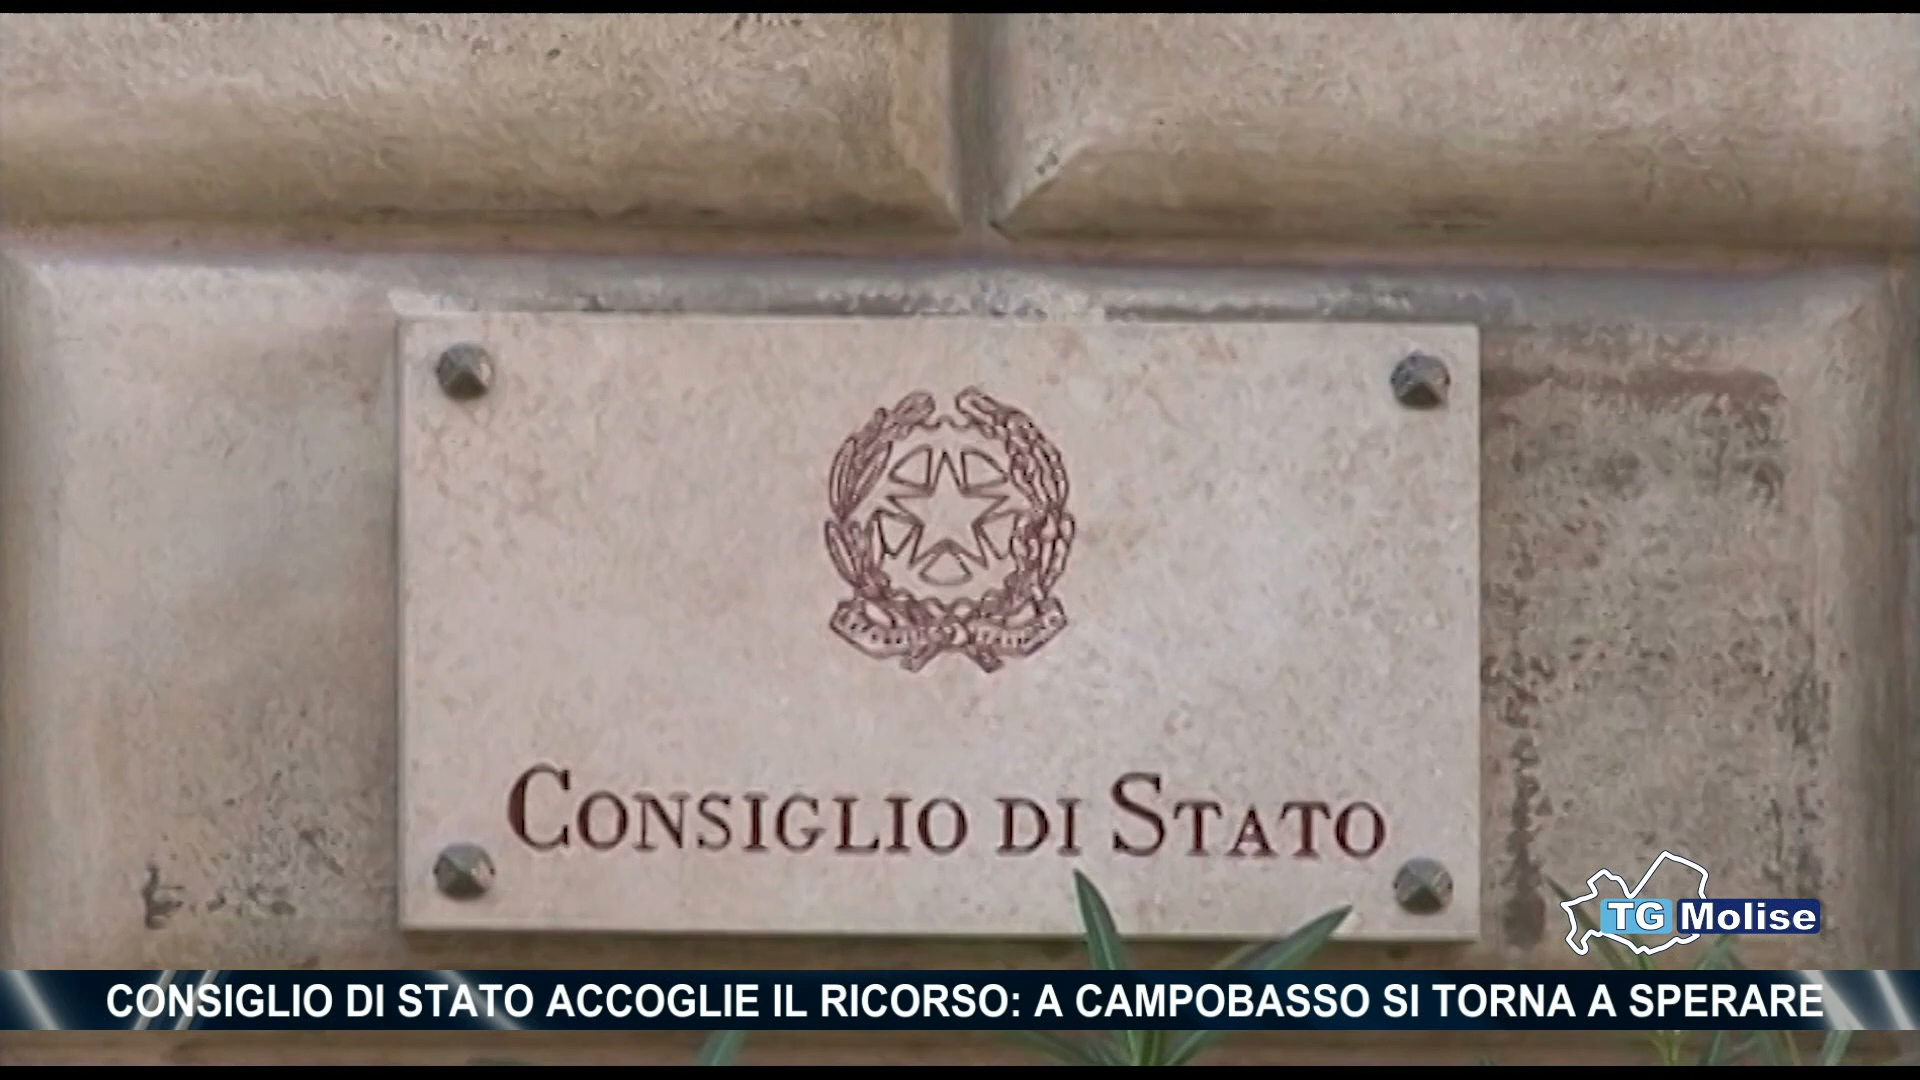 CONSIGLIO DI STATO
TG Molise
CONSIGLIO DI STATO ACCOGLIE IL RICORSO: A CAMPOBASSO SI TORNA A SPERARE